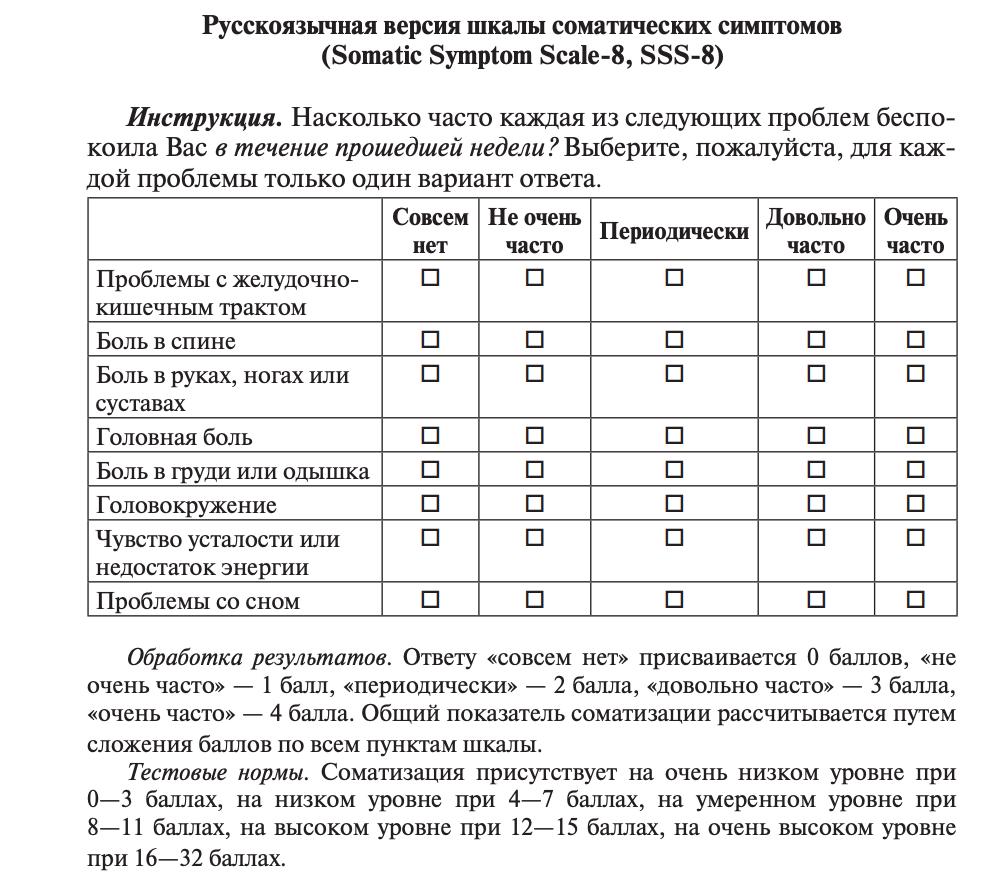 Русскоязычная версия шкалы соматических симптомов
(Somatic Symptom Scale-8, SSS-8)
Инструкция. Насколько часто каждая из следующих проблем беспо-
коила Вас в течение прошедшей недели? Выберите, пожалуйста, для каж-
дой проблемы только один вариант ответа.
Совсем нет
Не очень часто
Периодически
Довольно часто
Очень часто
Проблемы с желудочно-
кишечным трактом
Боль в спине
Боль в руках, ногах или
суставах
Головная боль
Боль в груди или одышка
Головокружение
Чувство усталости или
недостаток энергии
Проблемы со сном
Обработка результатов. Ответу «совсем нет» присваивается 0 баллов, «не
очень часто» — 1 балл, «периодически» — 2 балла, «довольно часто» — 3 балла,
«очень часто» — 4 балла. Общий показатель соматизации рассчитывается путем
сложения баллов по всем пунктам шкалы.
Тестовые нормы. Соматизация присутствует на очень низком уровне при
0—3 баллах, на низком уровне при 4—7 баллах, на умеренном уровне при
8—11 баллах, на высоком уровне при 12—15 баллах, на очень высоком уровне
при 16—32 баллах.